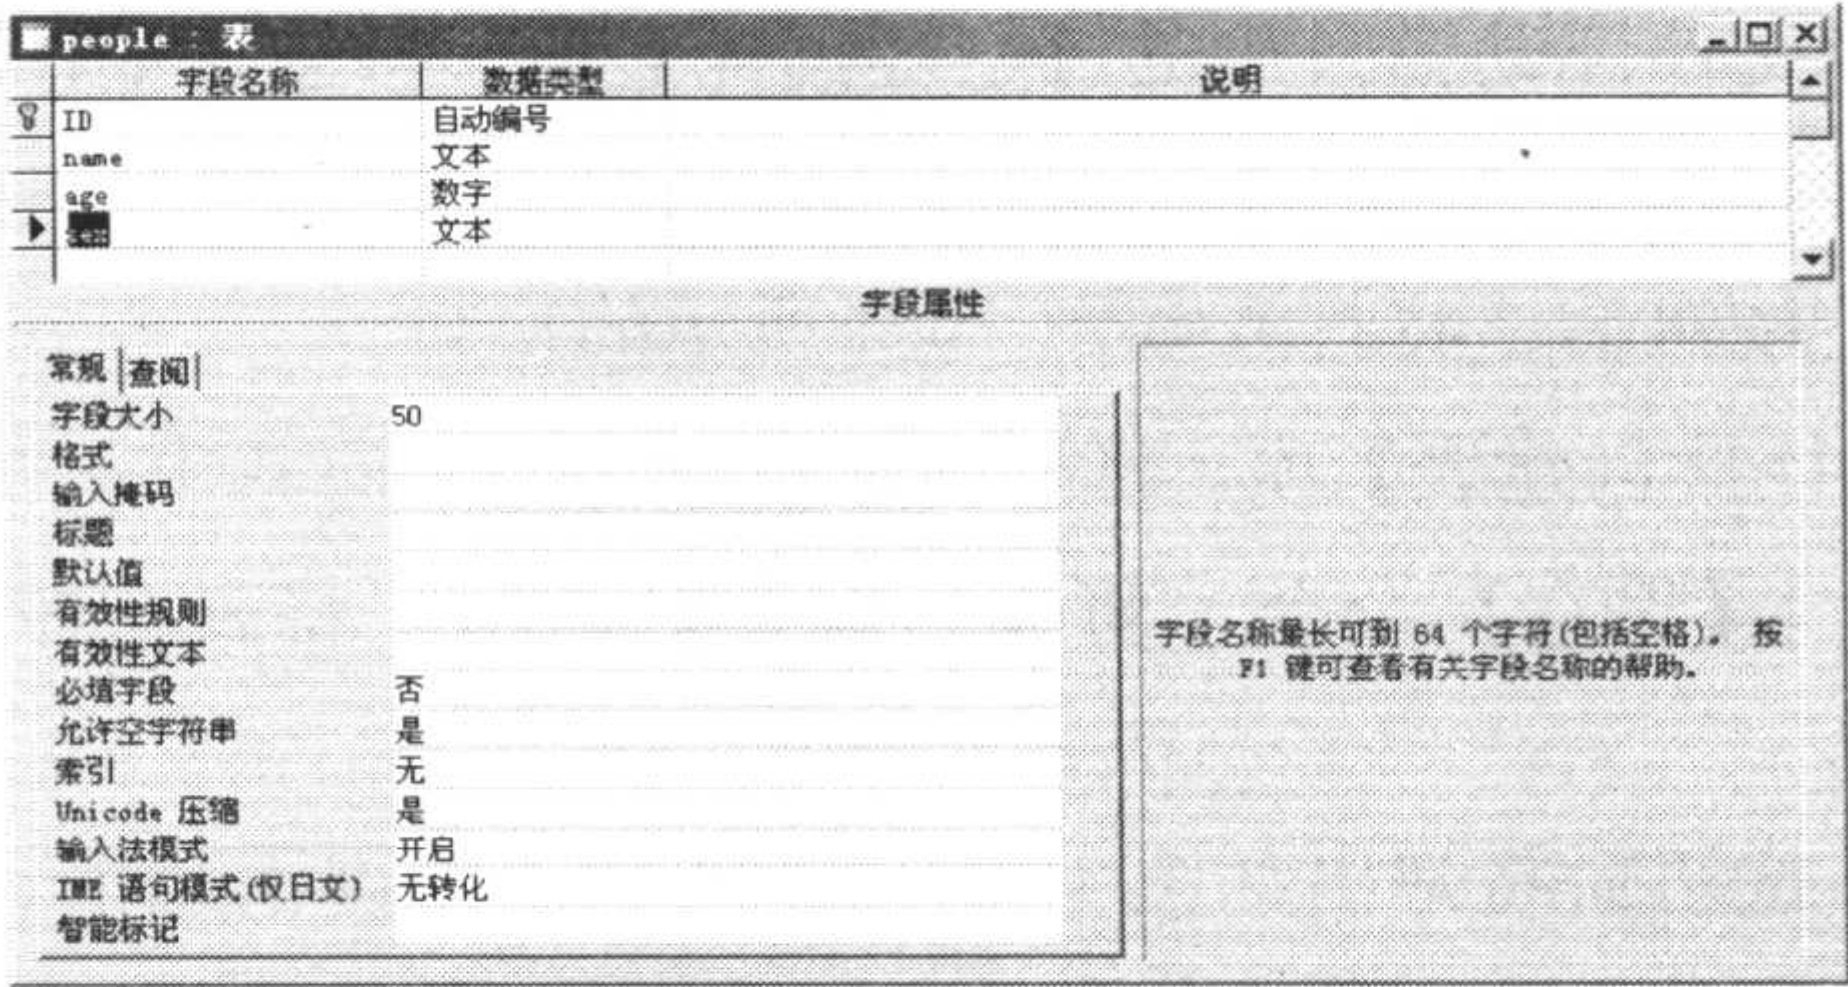 people : 表
字段名称 数据类型 说明
ID 自动编号
name 文本
age 数字
文本
字段属性
常规 查阅
字段大小 50
格式
输入掩码
标题
默认值
有效性规则
有效性文本
必填字段 否
允许空字符串 是
索引 无
Unicode 压缩 是
输入法模式 开启
IME 语句模式(仅日文) 无转化
智能标记
字段名称最长可到 64 个字符(包括空格)。 按
F1 键可查看有关字段名称的帮助。